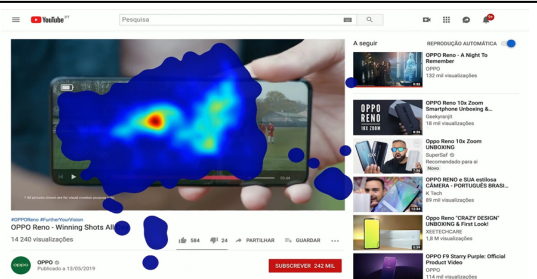 YouTube PT
Pesquisa
9+
#OPPOReno #FurtherYourVision
OPPO Reno - Winning Shots
14 240 visualizações
584
34
PARTILHAR
GUARDAR
OPPO
Publicado a 13/05/2019
SUBSCREVER 242 MIL
A seguir
REPRODUÇÃO AUTOMÁTICA
OPPO Reno - A Night To
Remember
OPPO
132 mil visualizações
OPPO
RENO
10X ZOOM
OPPO Reno 10x Zoom
Smartphone Unboxing &...
Geekyranjit
18 mil visualizações
OPPO Reno 10x Zoom
UNBOXING
SuperSaf
Recomendado para si
Novo
OPPO RENO e SUA estilosa
CÂMERA - PORTUGUÊS BRASI...
K Tech
89 mil visualizações
Oppo Reno "CRAZY DESIGN"
UNBOXING & First Look!
XEETECHCARE
1,8 M visualizações
OPPO F9 Starry Purple: Official
Product Video
OPPO
114 mil visualizações